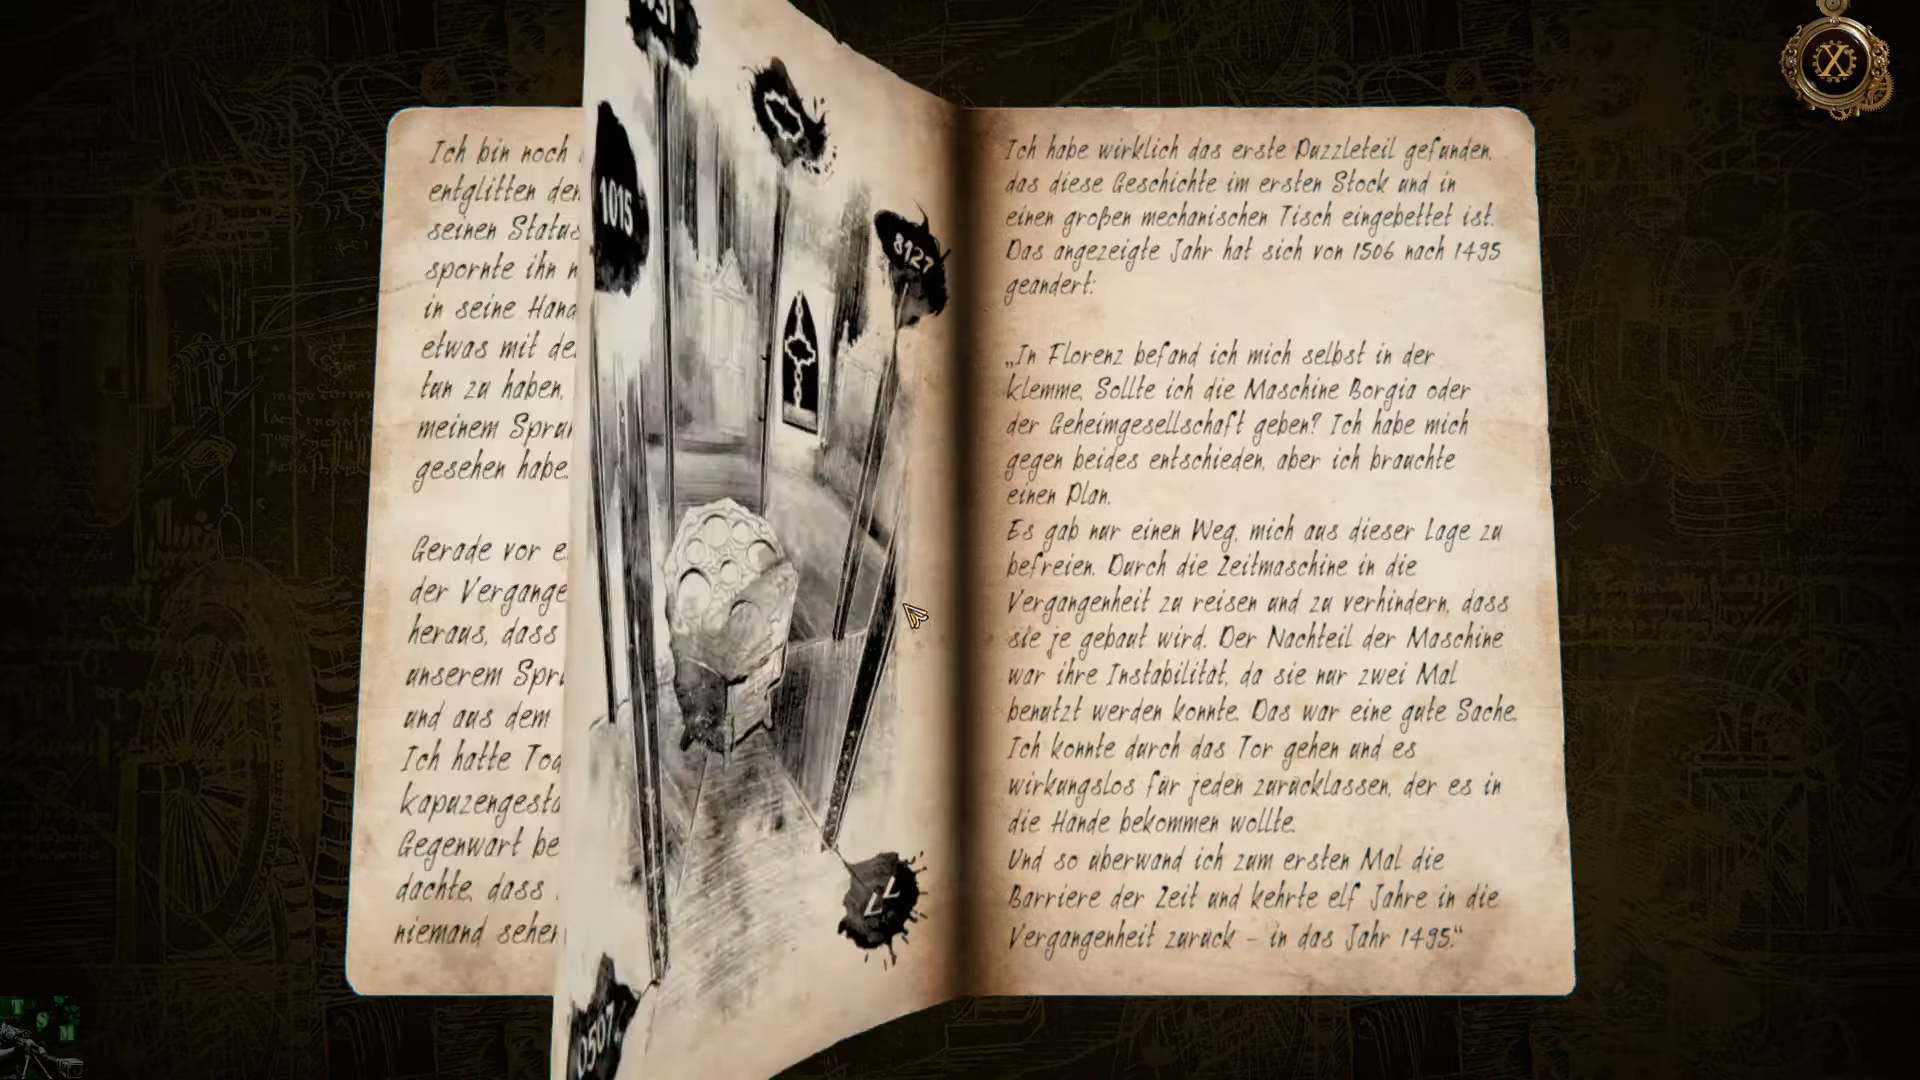 Ich bin noch
entglitten den
seinen Status
spornte ihn
in seine Hand
etwas mit
tun zu haben,
meinem
gesehen habe.
Gerade vor
der
heraus, dass
unserem
und aus dem
Ich hatte
Gegenwart
dachte, dass
niemand
1015
8127
LL
0507
Ich habe wirklich das erste Puzzleteil gefunden,
das diese Geschichte im ersten Stock und in
einen großen mechanischen Tisch eingebettet ist.
Das angezeigte Jahr hat sich von 1506 nach 1495
geändert:
„In Florenz befand ich mich selbst in der
klemme. Sollte ich die Maschine Borgia oder
der Geheimgesellschaft geben? Ich habe mich
gegen beides entschieden, aber ich brauchte
einen Plan.
Es gab nur einen Weg, mich aus dieser Lage zu
befreien. Durch die Zeitmaschine in die
Vergangenheit zu reisen und zu verhindern, dass
sie je gebaut wird. Der Nachteil der Maschine
war ihre Instabilität, da sie nur zwei Mal
benutzt werden konnte. Das war eine gute Sache.
Ich konnte durch das Tor gehen und es
wirkungslos für jeden zurücklassen, der es in
die Hände bekommen wollte.
Und so überwand ich zum ersten Mal die
Barriere der Zeit und kehrte elf Jahre in die
Vergangenheit zurück – in das Jahr 1495."
X
T S M